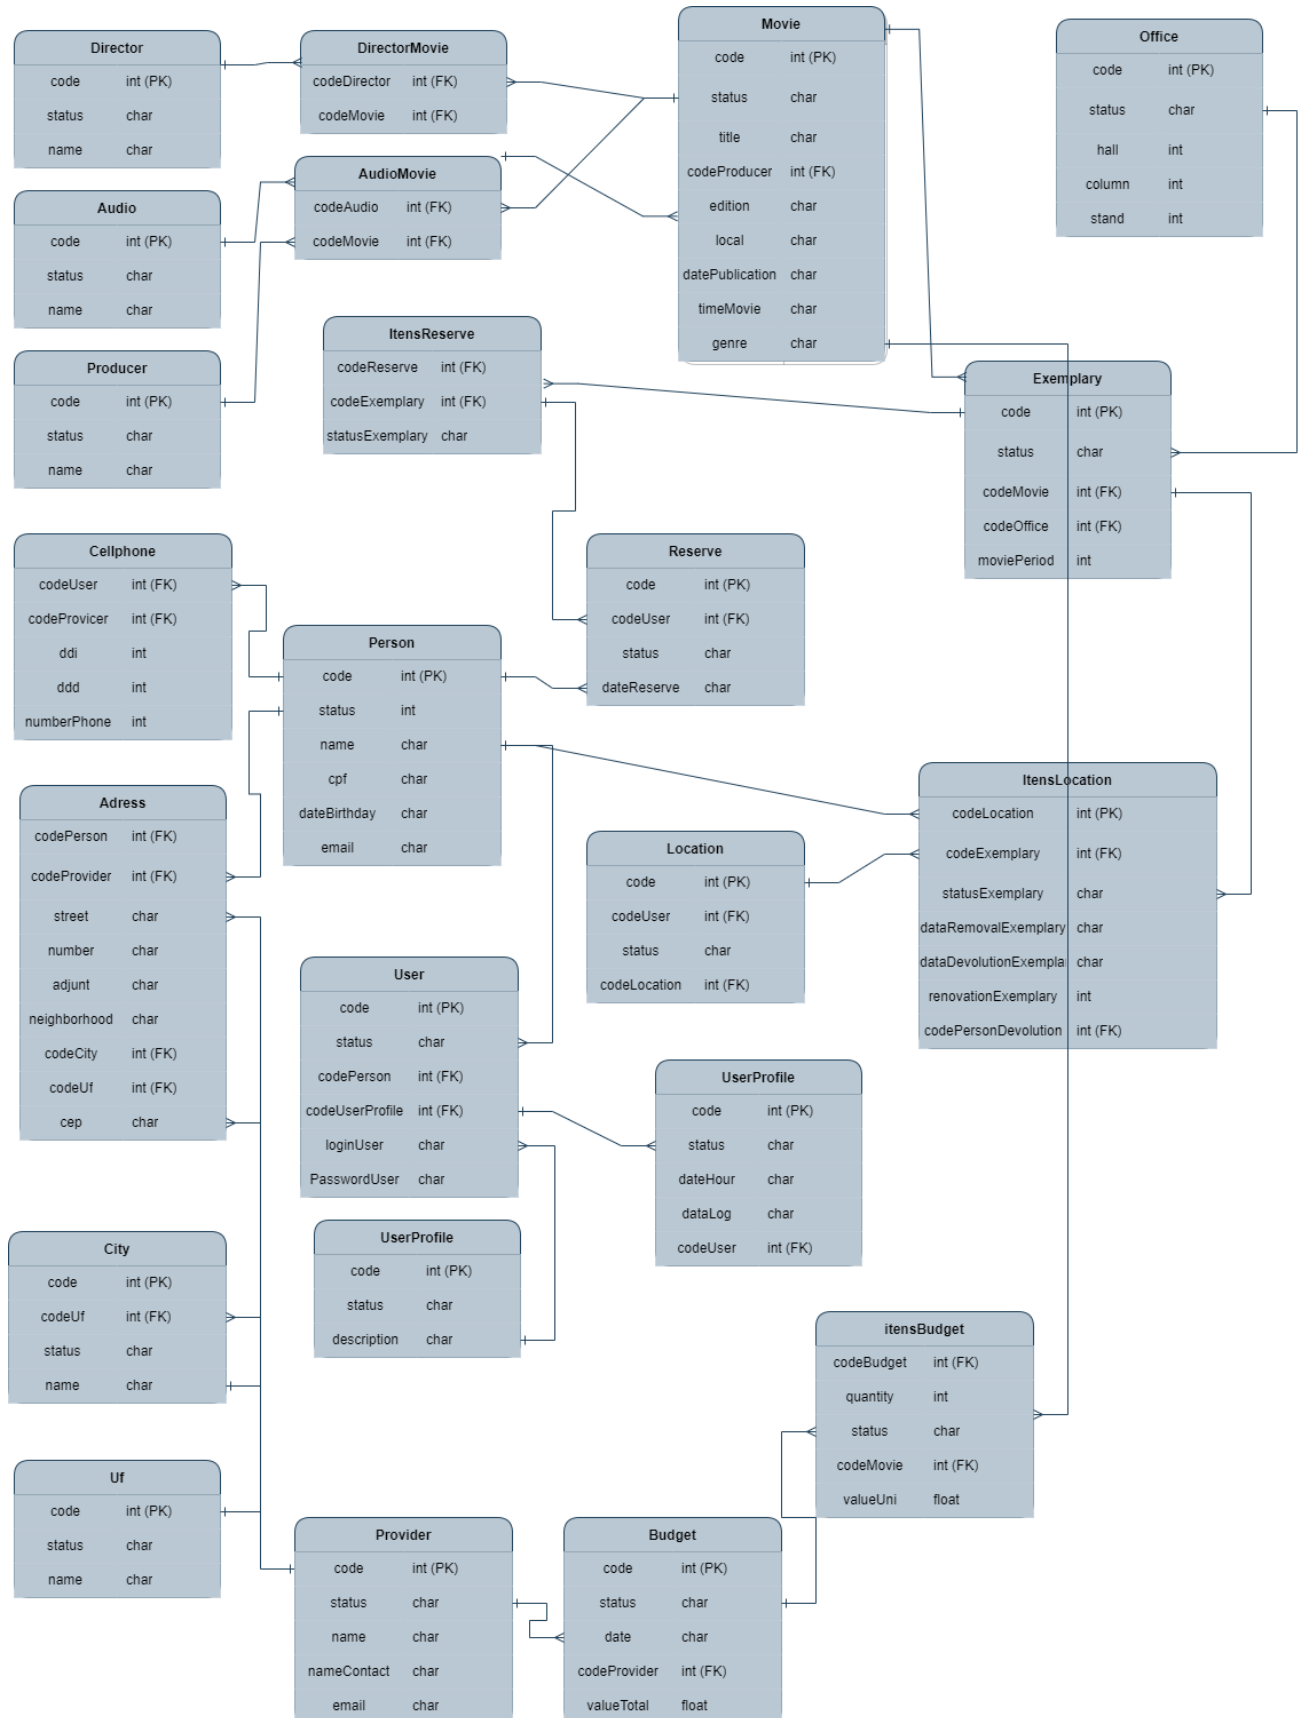 Director
code int (PK)
status char
name char
DirectorMovie
codeDirector int (FK)
codeMovie int (FK)
Movie
code int (PK)
status char
title char
codeProducer int (FK)
edition char
local char
datePublication char
timeMovie char
genre char
Office
code int (PK)
status char
hall int
column int
stand int
Audio
code int (PK)
status char
name char
AudioMovie
codeAudio int (FK)
codeMovie int (FK)
Producer
code int (PK)
status char
name char
ItensReserve
codeReserve int (FK)
codeExemplary int (FK)
statusExemplary char
Exemplary
code int (PK)
status char
codeMovie int (FK)
codeOffice int (FK)
moviePeriod int
Cellphone
codeUser int (FK)
codeProvicer int (FK)
ddi int
ddd int
numberPhone int
Person
code int (PK)
status int
name char
cpf char
dateBirthday char
email char
Reserve
code int (PK)
codeUser int (FK)
status char
dateReserve char
Adress
codePerson int (FK)
codeProvider int (FK)
street char
number char
adjunt char
neighborhood char
codeCity int (FK)
codeUf int (FK)
cep char
Location
code int (PK)
codeUser int (FK)
status char
codeLocation int (FK)
ItensLocation
codeLocation int (PK)
codeExemplary int (FK)
statusExemplary char
dataRemovalExemplary char
dataDevolutionExempla char
renovationExemplary int
codePersonDevolution int (FK)
User
code int (PK)
status char
codePerson int (FK)
codeUserProfile int (FK)
loginUser char
PasswordUser char
UserProfile
code int (PK)
status char
dateHour char
dataLog char
codeUser int (FK)
UserProfile
code int (PK)
status char
description char
City
code int (PK)
codeUf int (FK)
status char
name char
itensBudget
codeBudget int (FK)
quantity int
status char
codeMovie int (FK)
valueUni float
Uf
code int (PK)
status char
name char
Provider
code int (PK)
status char
name char
nameContact char
email char
Budget
code int (PK)
status char
date char
codeProvider int (FK)
valueTotal float